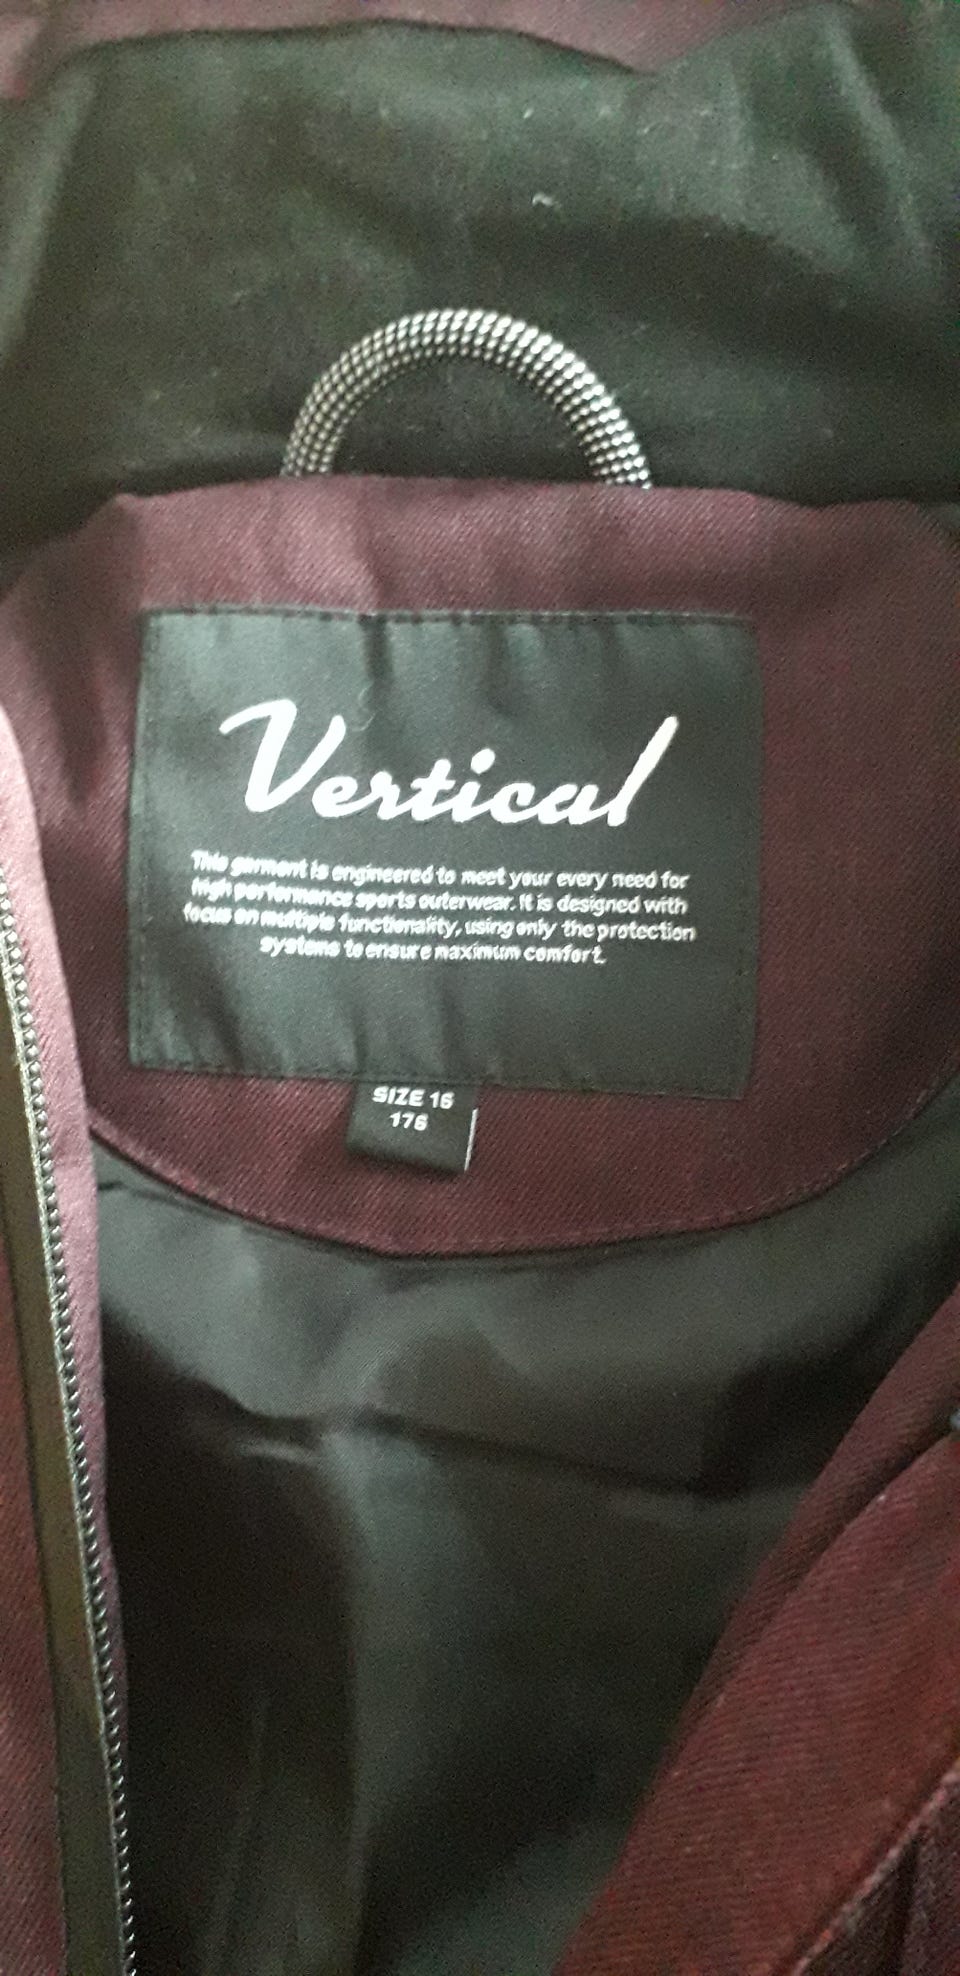 Vertical
This garment is engineered to meet your every need for
high performance sports outerwear. It is designed with
focus on multiple functionality, using only the protection
systems to ensure maximum comfort.
SIZE 16
176